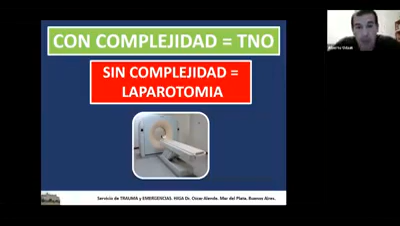 CON COMPLEJIDAD = TNO
SIN COMPLEJIDAD =
LAPAROTOMIA
Servicio de TRAUMA y EMERGENCIAS. HIGA Dr. Oscar Alende. Mar del Plata. Buenos Aires.